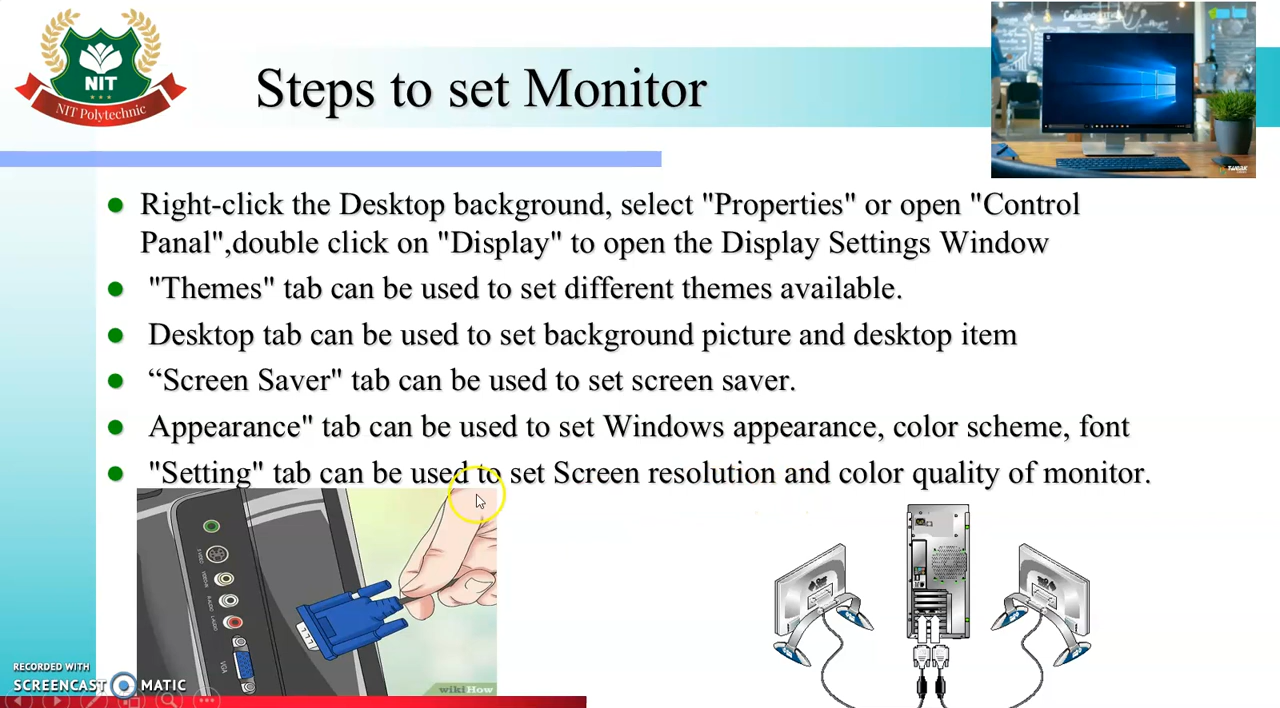 NIT
NIT Polytechnic
Steps to set Monitor
Right-click the Desktop background, select "Properties" or open "Control
Panal",double click on "Display" to open the Display Settings Window
"Themes" tab can be used to set different themes available.
Desktop tab can be used to set background picture and desktop item
“Screen Saver" tab can be used to set screen saver.
Appearance" tab can be used to set Windows appearance, color scheme, font
"Setting" tab can be used to set Screen resolution and color quality of monitor.
VGA
wikiHow
RECORDED WITH
SCREENCAST MATIC